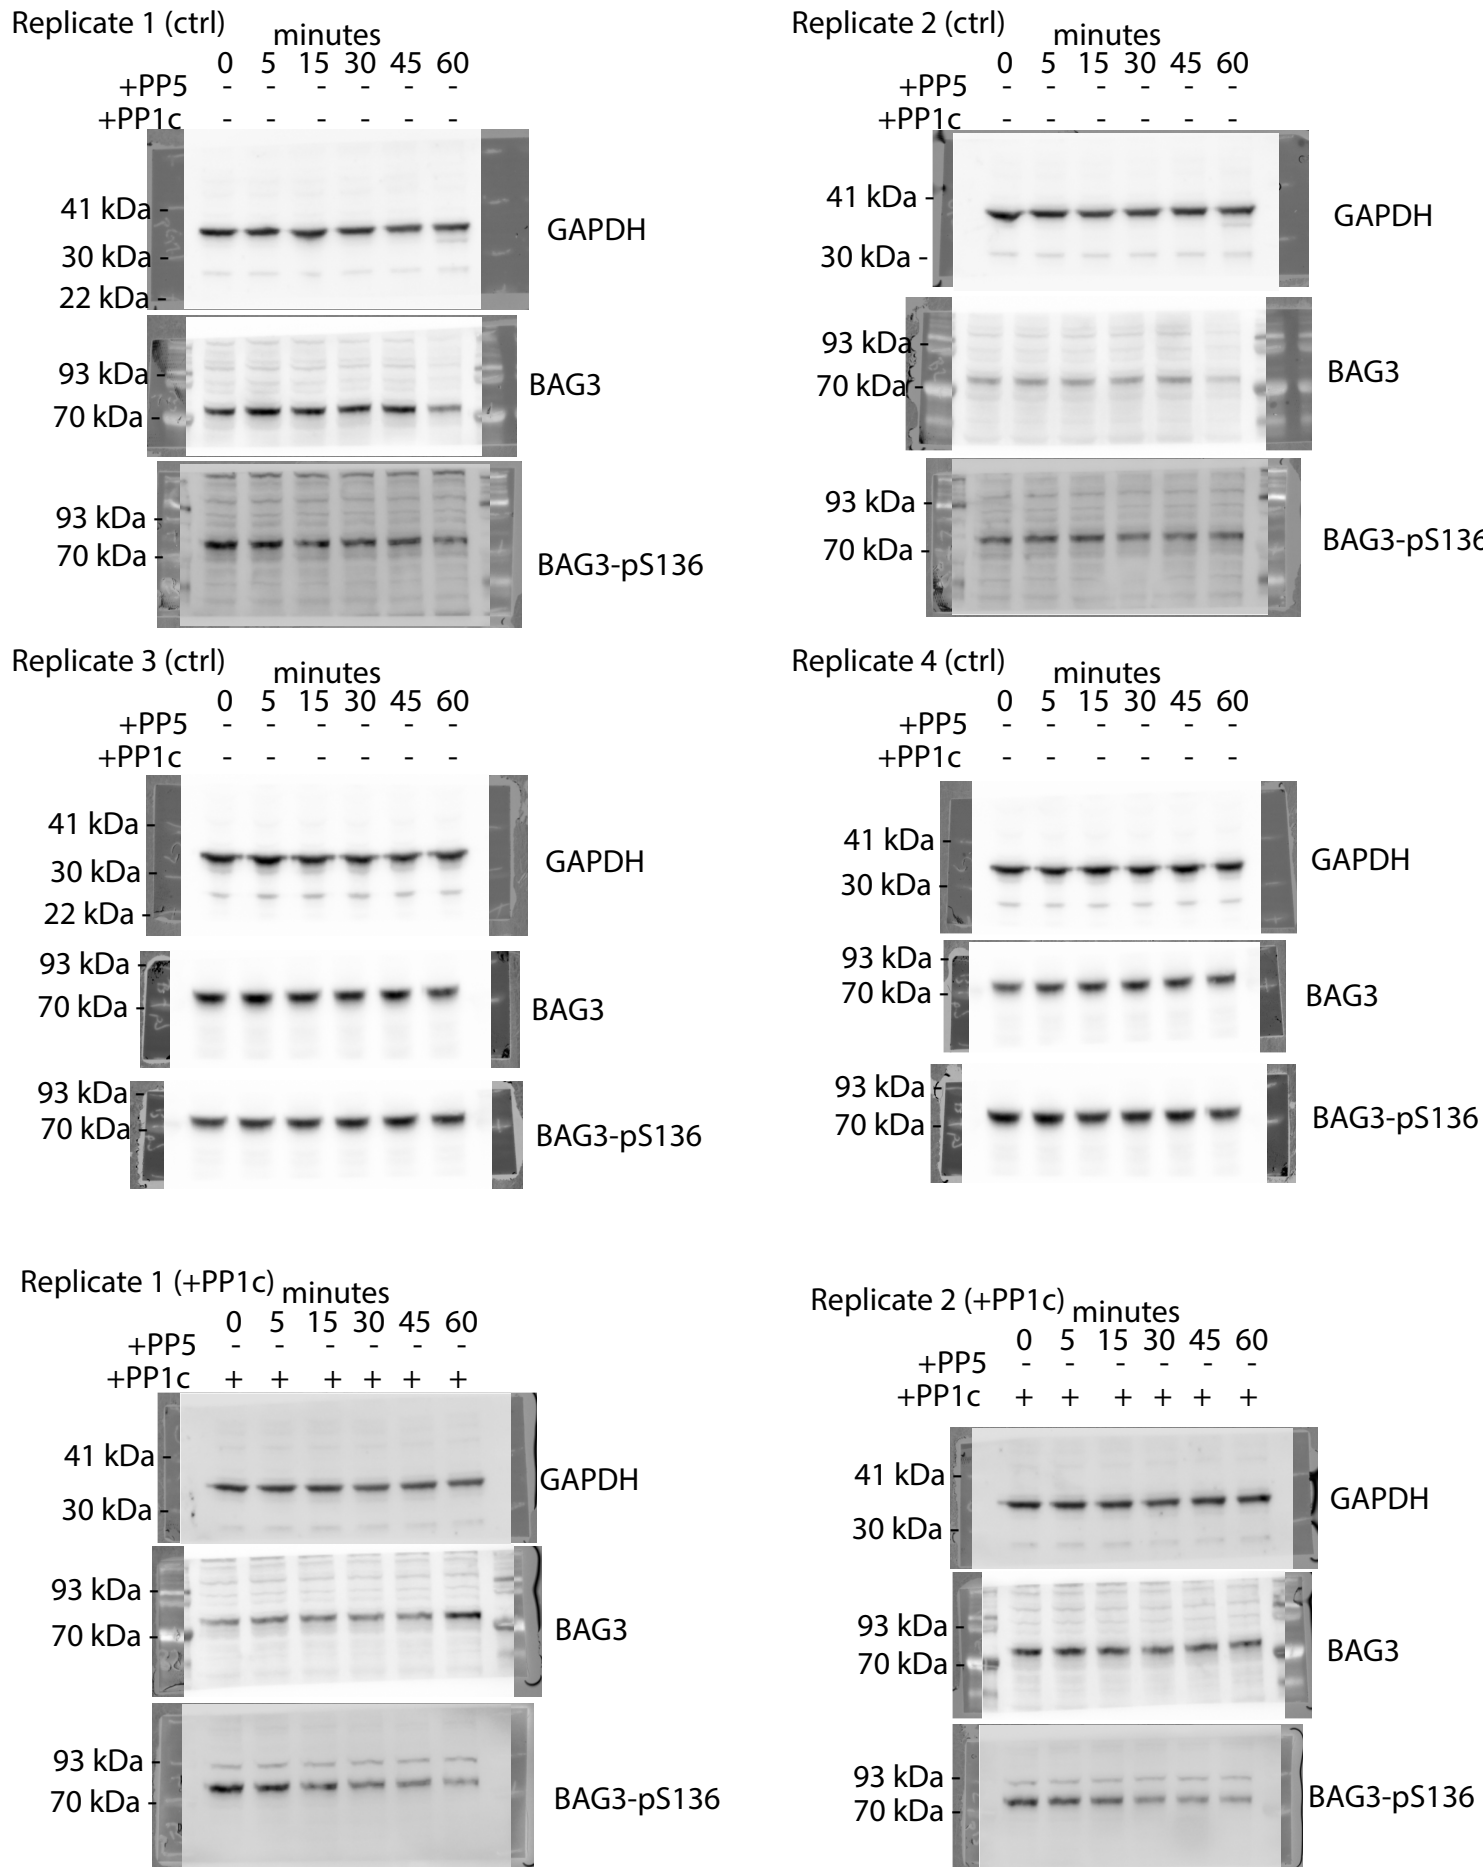 Replicate 1 (ctrl)
minutes
0 5 15 30 45 60
+PP5 - - - - - -
+PP1c - - - - - -
41 kDa -
30 kDa -
22 kDa -
GAPDH
93 kDa -
70 kDa -
BAG3
93 kDa -
70 kDa -
BAG3-pS136
Replicate 2 (ctrl)
minutes
0 5 15 30 45 60
+PP5 - - - - - -
+PP1c - - - - - -
41 kDa -
30 kDa -
GAPDH
93 kDa -
70 kDa -
BAG3
93 kDa -
70 kDa -
BAG3-pS136
Replicate 3 (ctrl)
minutes
0 5 15 30 45 60
+PP5 - - - - - -
+PP1c - - - - - -
41 kDa -
30 kDa -
22 kDa -
GAPDH
93 kDa -
70 kDa -
BAG3
93 kDa -
70 kDa -
BAG3-pS136
Replicate 4 (ctrl)
minutes
0 5 15 30 45 60
+PP5 - - - - - -
+PP1c - - - - - -
41 kDa -
30 kDa -
GAPDH
93 kDa -
70 kDa -
BAG3
93 kDa -
70 kDa -
BAG3-pS136
Replicate 1 (+PP1c)
minutes
0 5 15 30 45 60
+PP5 - - - - - -
+PP1c + + + + + +
41 kDa -
30 kDa -
GAPDH
93 kDa -
70 kDa -
BAG3
93 kDa -
70 kDa -
BAG3-pS136
Replicate 2 (+PP1c)
minutes
0 5 15 30 45 60
+PP5 - - - - - -
+PP1c + + + + + +
41 kDa -
30 kDa -
GAPDH
93 kDa -
70 kDa -
BAG3
93 kDa -
70 kDa -
BAG3-pS136